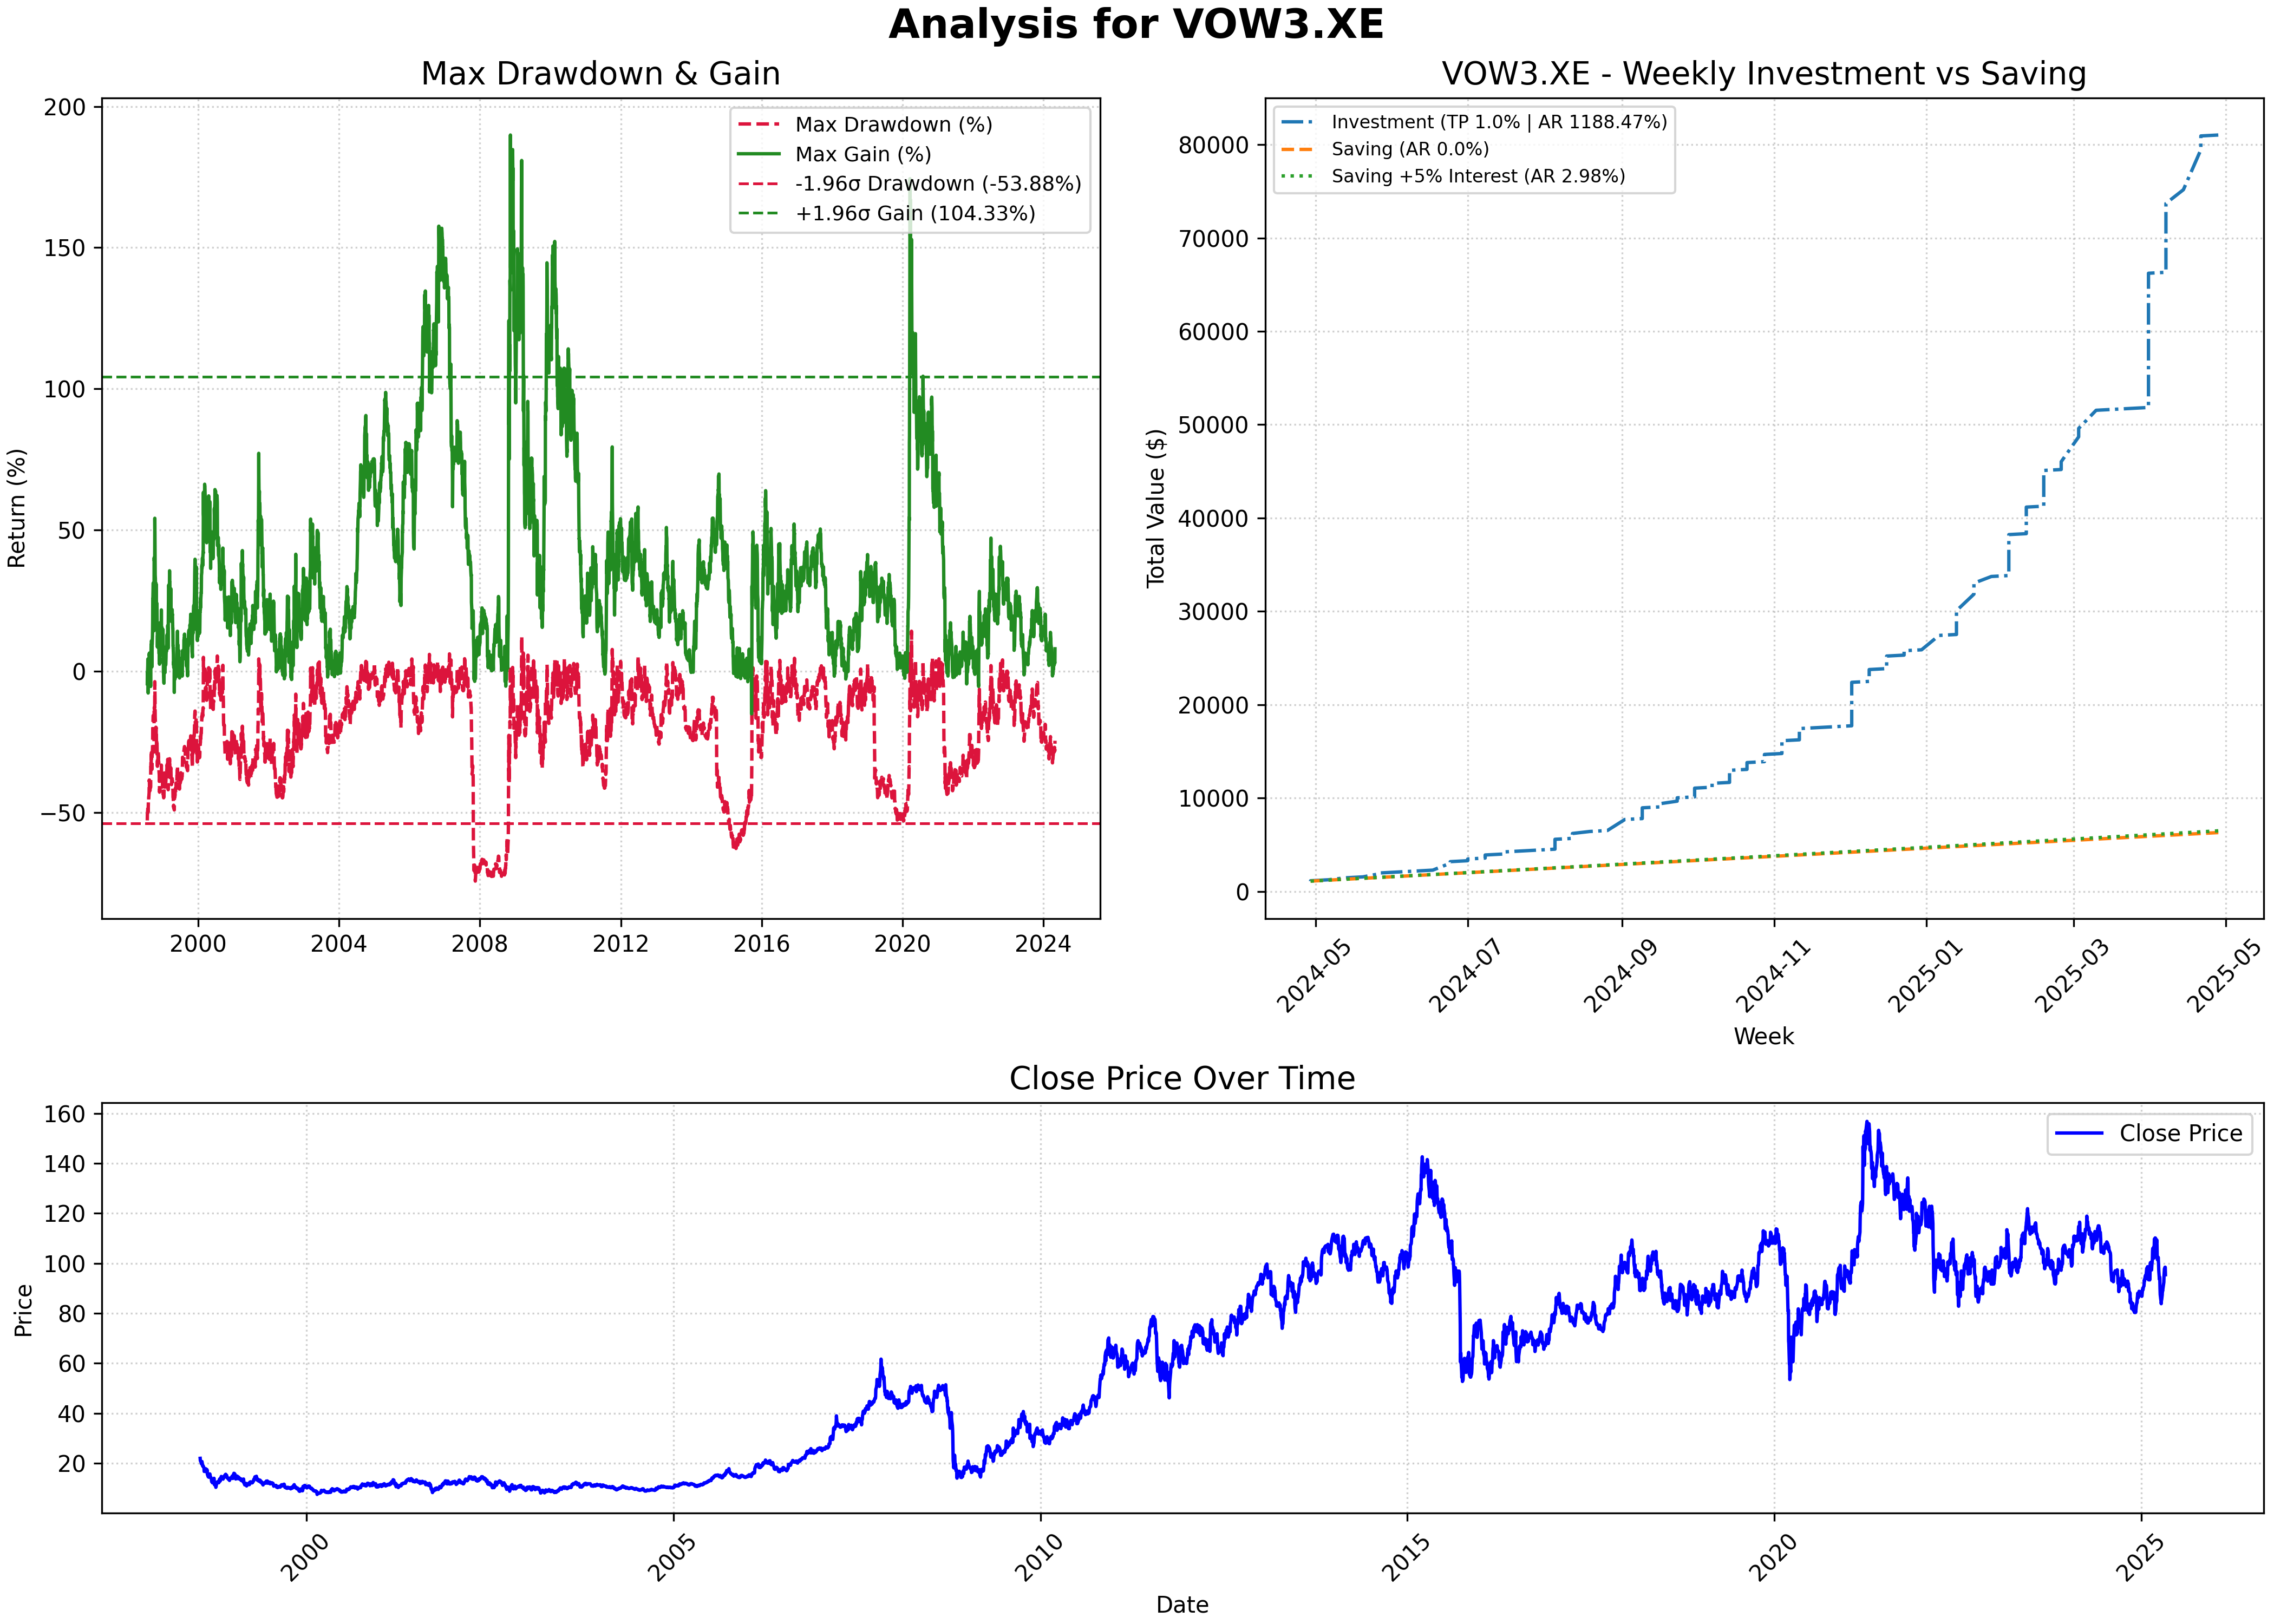 Analysis for VOW3.XE
Max Drawdown & Gain
Return (%)
200
150
100
50
0
−50
2000
2004
2008
2012
2016
2020
2024
Max Drawdown (%)
Max Gain (%)
-1.96σ Drawdown (-53.88%)
+1.96σ Gain (104.33%)
VOW3.XE - Weekly Investment vs Saving
Total Value ($)
80000
70000
60000
50000
40000
30000
20000
10000
0
Investment (TP 1.0% | AR 1188.47%)
Saving (AR 0.0%)
Saving +5% Interest (AR 2.98%)
2024-05
2024-07
2024-09
2024-11
2025-01
2025-03
2025-05
Week
Close Price Over Time
Price
160
140
120
100
80
60
40
20
Close Price
2000
2005
2010
2015
2020
2025
Date